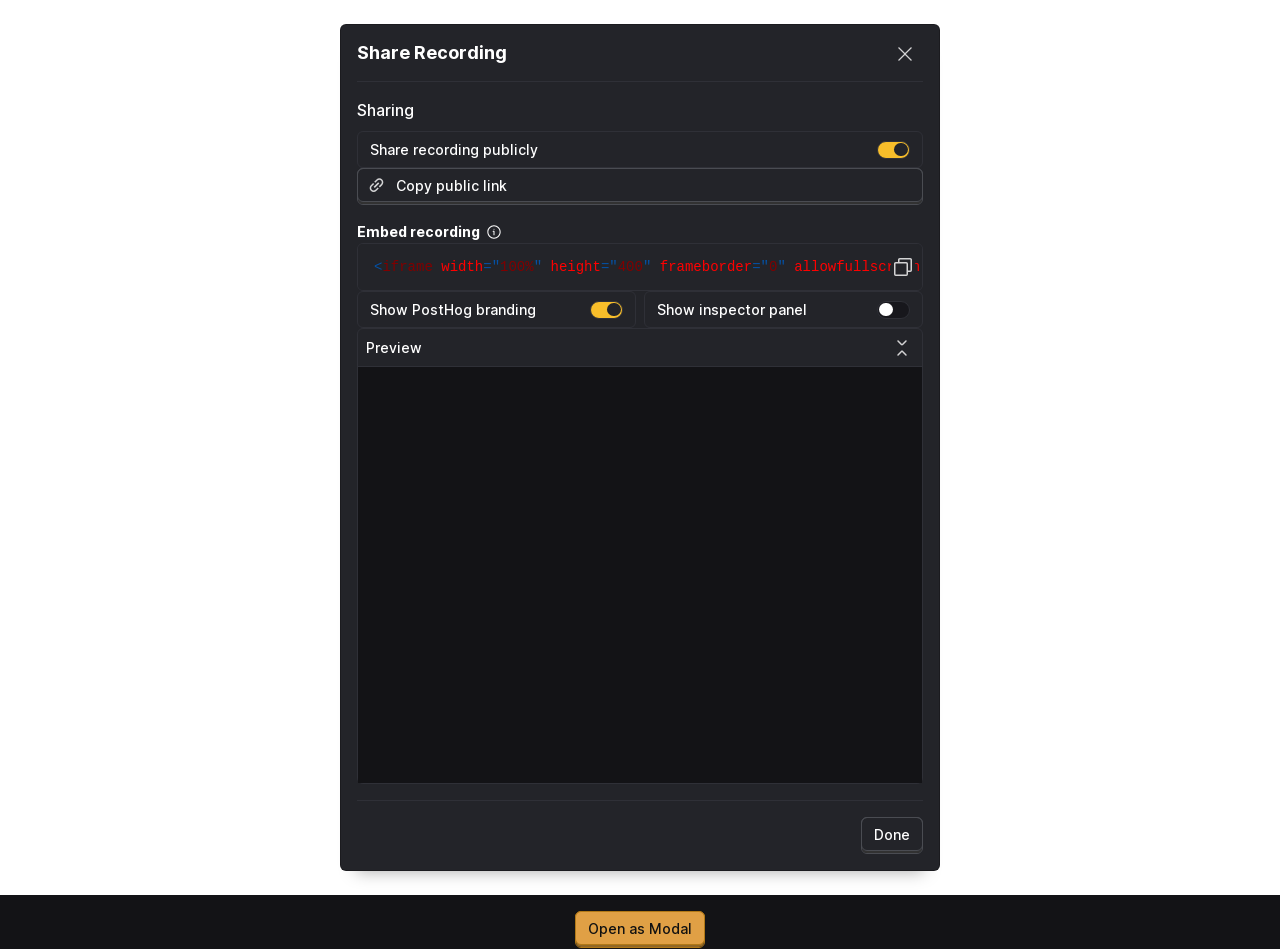 Share Recording
Sharing
Share recording publicly
Copy public link
Embed recording
<iframe width="100%" height="450" frameborder="0" allowfullscr
Show PostHog branding
Show inspector panel
Preview
Done
Open as Modal